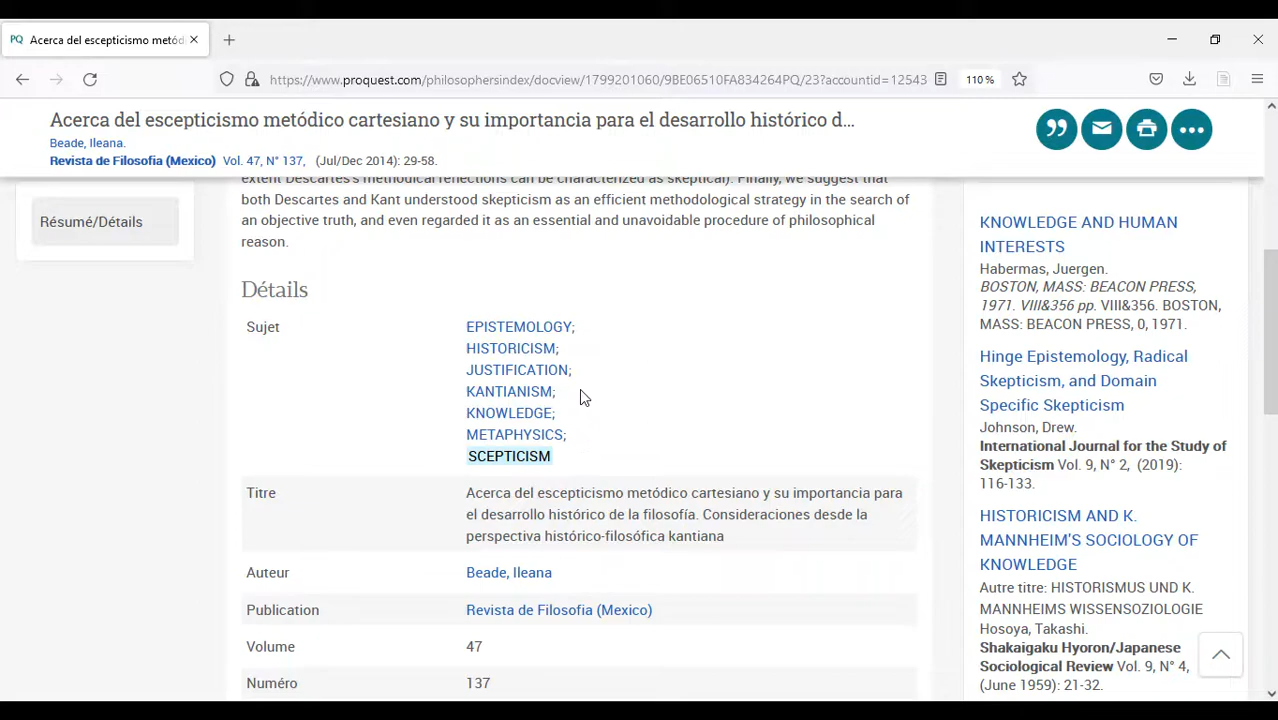 PQ Acerca del escepticismo metód
https://www.proquest.com/philosophersindex/docview/1799201060/9BE06510FA834264PQ/23?accountid=12543
110 %
Acerca del escepticismo metódico cartesiano y su importancia para el desarrollo histórico d...
Beade, Ileana.
Revista de Filosofia (Mexico) Vol. 47, N° 137, (Jul/Dec 2014): 29-58.
Résumé/Détails
extent Descartes's methodical reflections can be characterized as skeptical). Finally, we suggest that
both Descartes and Kant understood skepticism as an efficient methodological strategy in the search of
an objective truth, and even regarded it as an essential and unavoidable procedure of philosophical
reason.
Détails
Sujet
EPISTEMOLOGY;
HISTORICISM;
JUSTIFICATION;
KANTIANISM;
KNOWLEDGE;
METAPHYSICS;
SCEPTICISM
Titre
Acerca del escepticismo metódico cartesiano y su importancia para
el desarrollo histórico de la filosofía. Consideraciones desde la
perspectiva histórico-filosófica kantiana
Auteur
Beade, Ileana
Publication
Revista de Filosofia (Mexico)
Volume
47
Numéro
137
KNOWLEDGE AND HUMAN
INTERESTS
Habermas, Juergen.
BOSTON, MASS: BEACON PRESS,
1971. VIII&356 pp. VIII&356. BOSTON,
MASS: BEACON PRESS, 0, 1971.
Hinge Epistemology, Radical
Skepticism, and Domain
Specific Skepticism
Johnson, Drew.
International Journal for the Study of
Skepticism Vol. 9, N° 2, (2019):
116-133.
HISTORICISM AND K.
MANNHEIM'S SOCIOLOGY OF
KNOWLEDGE
Autre titre: HISTORISMUS UND K.
MANNHEIMS WISSENSOZIOLOGIE
Hosoya, Takashi.
Shakaigaku Hyoron/Japanese
Sociological Review Vol. 9, N° 4,
(June 1959): 21-32.